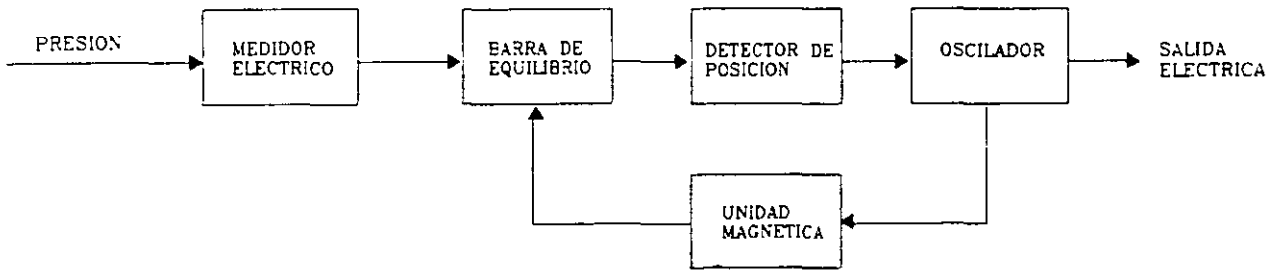 PRESION
MEDIDOR
ELECTRICO
BARRA DE
EQUILIBRIO
DETECTOR DE
POSICION
OSCILADOR
SALIDA
ELECTRICA
UNIDAD
MAGNETICA